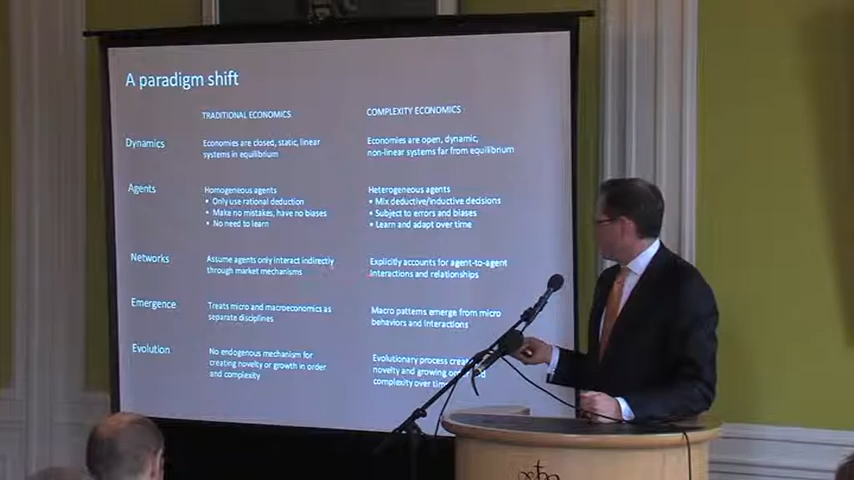 A paradigm shift
TRADITIONAL ECONOMICS
COMPLEXITY ECONOMICS
Dynamics
Economies are closed, static, linear
systems in equilibrium
Economies are open, dynamic,
non-linear systems far from equilibrium
Agents
Homogeneous agents
• Only use rational deduction
• Make no mistakes, have no biases
• No need to learn
Heterogeneous agents
• Mix deductive/inductive decisions
• Subject to errors and biases
• Learn and adapt over time
Networks
Assume agents only interact indirectly
through market mechanisms
Explicitly accounts for agent-to-agent
interactions and relationships
Emergence
Treats micro and macroeconomics as
separate disciplines
Macro patterns emerge from micro
behaviors and interactions
Evolution
No endogenous mechanism for
creating novelty or growth in order
and complexity
Evolutionary process
novelty and growing
complexity over